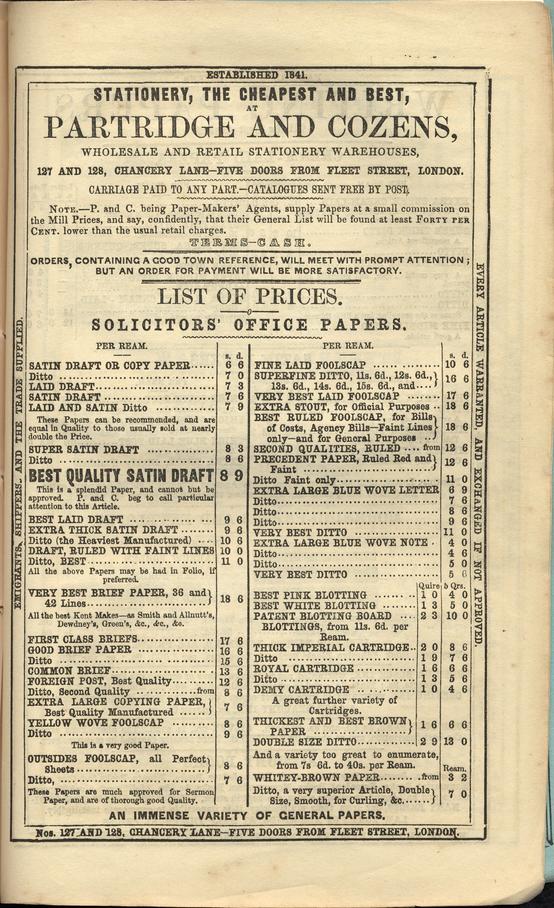 ESTABLISHED 1841.
STATIONERY, THE CHEAPEST AND BEST,
AT
PARTRIDGE AND COZENS,
WHOLESALE AND RETAIL STATIONERY WAREHOUSES,
127 AND 128, CHANCERY LANE—FIVE DOORS FROM FLEET STREET, LONDON.
CARRIAGE PAID TO ANY PART.—CATALOGUES SENT FREE BY POST.
NOTE.—P. and C. being Paper-Makers' Agents, supply Papers at a small commission on
the Mill Prices, and say, confidently, that their General List will be found at least FORTY PER
CENT. lower than the usual retail charges.
TERMS—CASH.
ORDERS, CONTAINING A GOOD TOWN REFERENCE, WILL MEET WITH PROMPT ATTENTION;
BUT AN ORDER FOR PAYMENT WILL BE MORE SATISFACTORY.
LIST OF PRICES.
SOLICITORS' OFFICE PAPERS.
PER REAM.
s. d.
SATIN DRAFT OR COPY PAPER...... 6 6
Ditto ...... 7 0
LAID DRAFT...... 7 3
SATIN DRAFT ...... 7 6
LAID AND SATIN Ditto ...... 7 9
These Papers can be recommended, and are
equal in Quality to those usually sold at nearly
double the Price.
SUPER SATIN DRAFT ...... 8 3
Ditto ...... 8 6
BEST QUALITY SATIN DRAFT 8 9
This is a splendid Paper, and cannot but be
approved. P. and C. beg to call particular
attention to this Article.
BEST LAID DRAFT ...... 9 6
EXTRA THICK SATIN DRAFT ...... 9 6
Ditto (the Heaviest Manufactured) .... 10 6
DRAFT, RULED WITH FAINT LINES 10 0
Ditto, BEST ...... 11 0
All the above Papers may be had in Folio, if
preferred.
VERY BEST BRIEF PAPER, 36 and }
42 Lines...... } 18 6
All the best Kent Makes—as Smith and Allnutt's,
Dewdney's, Green's, &c., &c., &c.
FIRST CLASS BRIEFS...... 17 6
GOOD BRIEF PAPER ...... 16 6
Ditto ...... 15 6
COMMON BRIEF ...... 13 6
FOREIGN POST, Best Quality...... 12 6
Ditto, Second Quality ......from 8 6
EXTRA LARGE COPYING PAPER, }
Best Quality Manufactured ...... } 7 6
YELLOW WOVE FOOLSCAP ...... 8 6
Ditto ...... 9 6
This is a very good Paper.
OUTSIDES FOOLSCAP, all Perfect }
Sheets ...... } 8 6
Ditto, ...... 7 6
These Papers are much approved for Sermon
Paper, and are of thorough good Quality.
PER REAM.
s. d.
FINE LAID FOOLSCAP ...... 10 6
SUPERFINE DITTO, 11s. 6d., 12s. 6d., }
13s. 6d., 14s. 6d., 15s. 6d., and.... } 16 6
VERY BEST LAID FOOLSCAP ...... 17 6
EXTRA STOUT, for Official Purposes .. 18 6
BEST RULED FOOLSCAP, for Bills }
of Costs, Agency Bills—Faint Lines }
only—and for General Purposes .. } 18 6
SECOND QUALITIES, RULED ....from 12 6
PRECEDENT PAPER, Ruled Red and }
Faint ...... } 12 6
Ditto Faint only...... 11 0
EXTRA LARGE BLUE WOVE LETTER 6 9
Ditto...... 7 6
Ditto...... 8 6
Ditto...... 9 6
VERY BEST DITTO ...... 11 0
EXTRA LARGE BLUE WOVE NOTE . 4 0
Ditto...... 4 6
Ditto...... 5 0
VERY BEST DITTO ...... 5 6
Quire 5 Qrs.
BEST PINK BLOTTING ...... 1 0 4 0
BEST WHITE BLOTTING ...... 1 3 5 0
PATENT BLOTTING BOARD .... 2 3 10 0
BLOTTINGS, from 11s. 6d. per
Ream.
THICK IMPERIAL CARTRIDGE.. 2 0 8 6
Ditto ...... 1 9 7 6
ROYAL CARTRIDGE ...... 1 6 6 6
Ditto ...... 1 3 5 6
DEMY CARTRIDGE ...... 1 0 4 6
A great further variety of
Cartridges.
THICKEST AND BEST BROWN }
PAPER ...... } 1 6 6 6
DOUBLE SIZE DITTO...... 2 9 13 0
And a variety too great to enumerate,
from 7s 6d. to 40s. per Ream.
Ream.
WHITEY-BROWN PAPER......from 3 2
Ditto, a very superior Article, Double }
Size, Smooth, for Curling, &c...... } 7 0
AN IMMENSE VARIETY OF GENERAL PAPERS.
Nos. 127 AND 128, CHANCERY LANE—FIVE DOORS FROM FLEET STREET, LONDON.
EMIGRANTS, SHIPPERS, AND THE TRADE SUPPLIED.
EVERY ARTICLE WARRANTED, AND EXCHANGED IF NOT APPROVED.